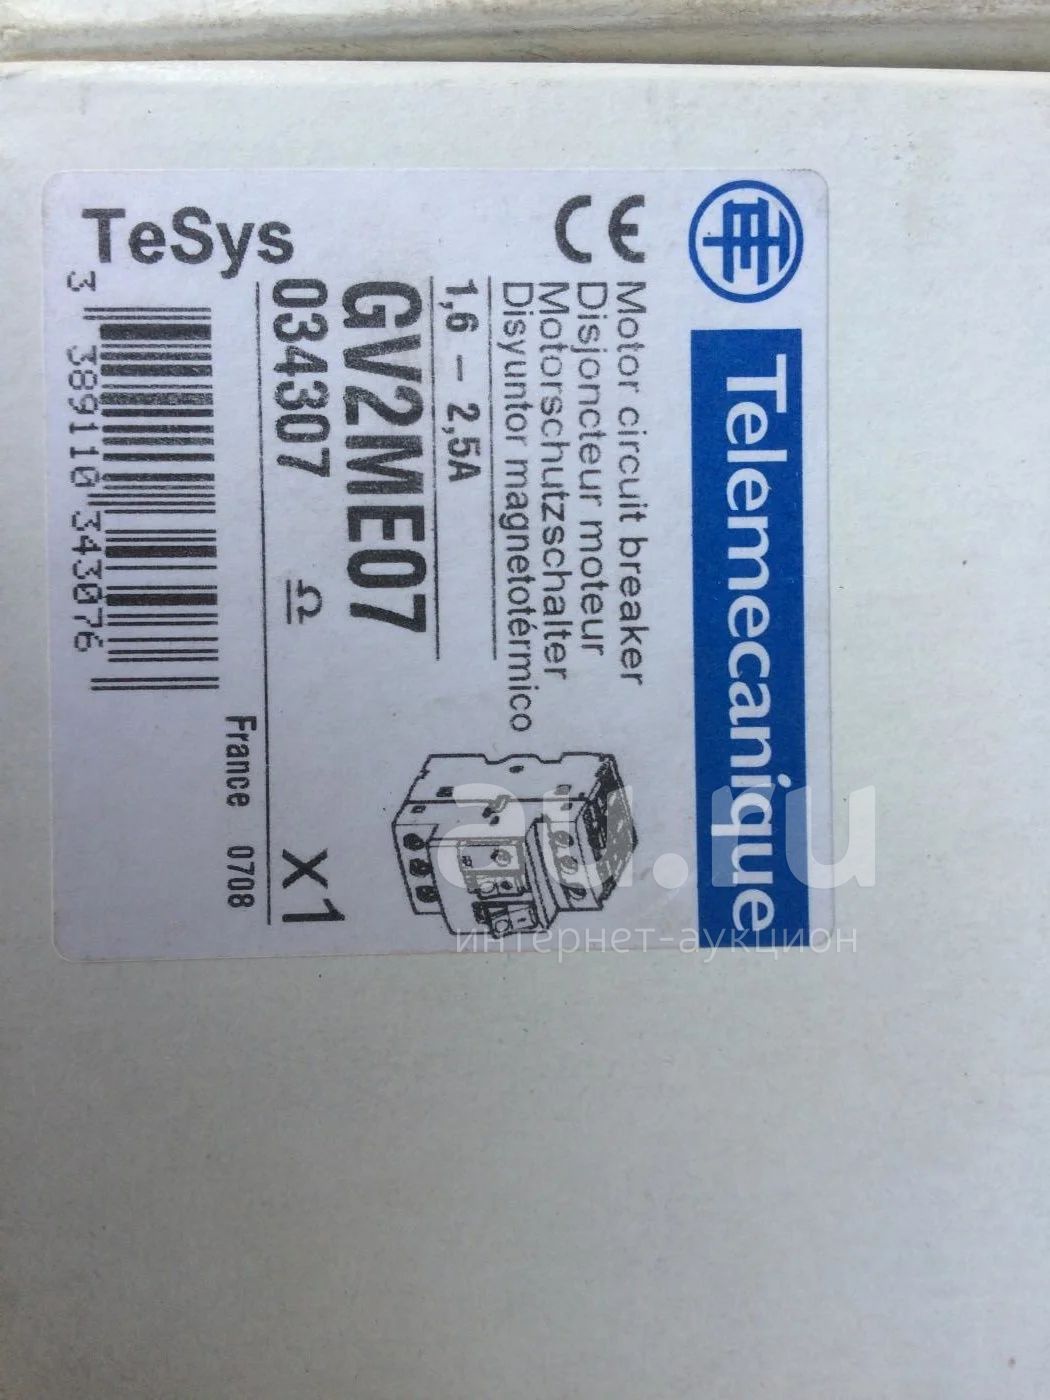 Telemecanique
Motor circuit breaker
Disjoncteur moteur
Motorschutzschalter
Disyuntor magnetotérmico
CE
1,6 - 2,5A
GV2ME07
034307
Ω
X1
TeSys
France 0708
3 389110 343076
au.ru
интернет-аукцион